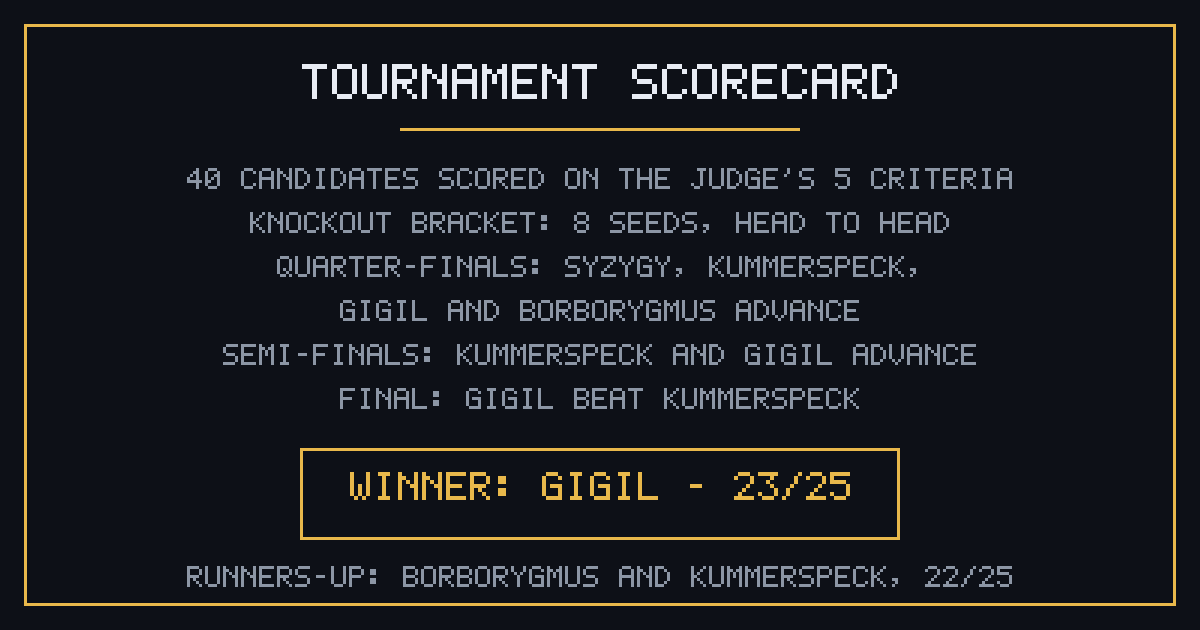 TOURNAMENT SCORECARD
40 CANDIDATES SCORED ON THE JUDGE'S 5 CRITERIA
KNOCKOUT BRACKET: 8 SEEDS, HEAD TO HEAD
QUARTER-FINALS: SYZYGY, KUMMERSPECK,
GIGIL AND BORBORYGMUS ADVANCE
SEMI-FINALS: KUMMERSPECK AND GIGIL ADVANCE
FINAL: GIGIL BEAT KUMMERSPECK
WINNER: GIGIL - 23/25
RUNNERS-UP: BORBORYGMUS AND KUMMERSPECK, 22/25